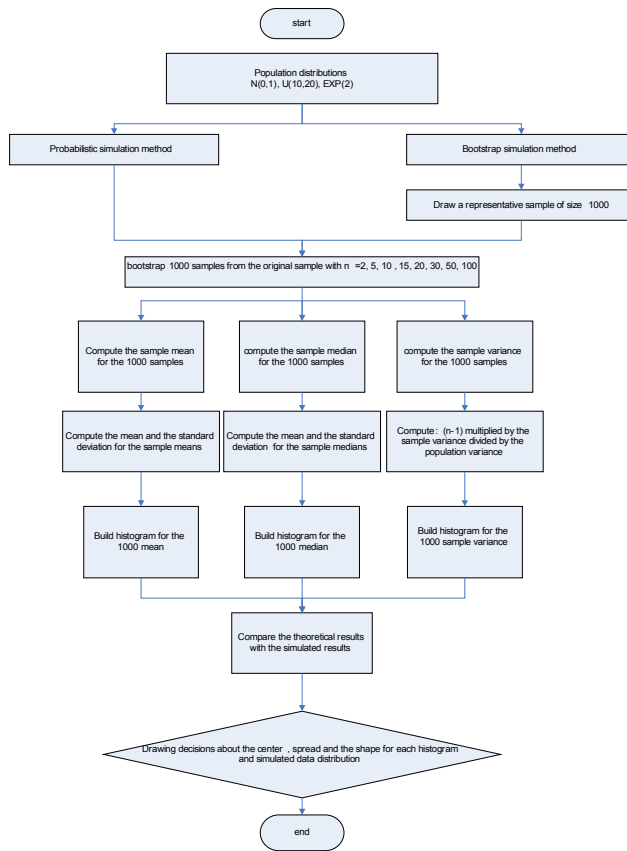 start
Population distributions
N(0,1), U(10,20), EXP(2)
Probabilistic simulation method
Bootstrap simulation method
Draw a representative sample of size 1000
bootstrap 1000 samples from the original sample with n =2, 5, 10 , 15, 20, 30, 50, 100
Compute the sample mean
for the 1000 samples
compute the sample median
for the 1000 samples
compute the sample variance
for the 1000 samples
Compute the mean and the standard
deviation for the sample means
Compute the mean and the standard
deviation for the sample medians
Compute : (n-1) multiplied by the
sample variance divided by the
population variance
Build histogram for the
1000 mean
Build histogram for the
1000 median
Build histogram for the
1000 sample variance
Compare the theoretical results
with the simulated results
Drawing decisions about the center , spread and the shape for each histogram
and simulated data distribution
end